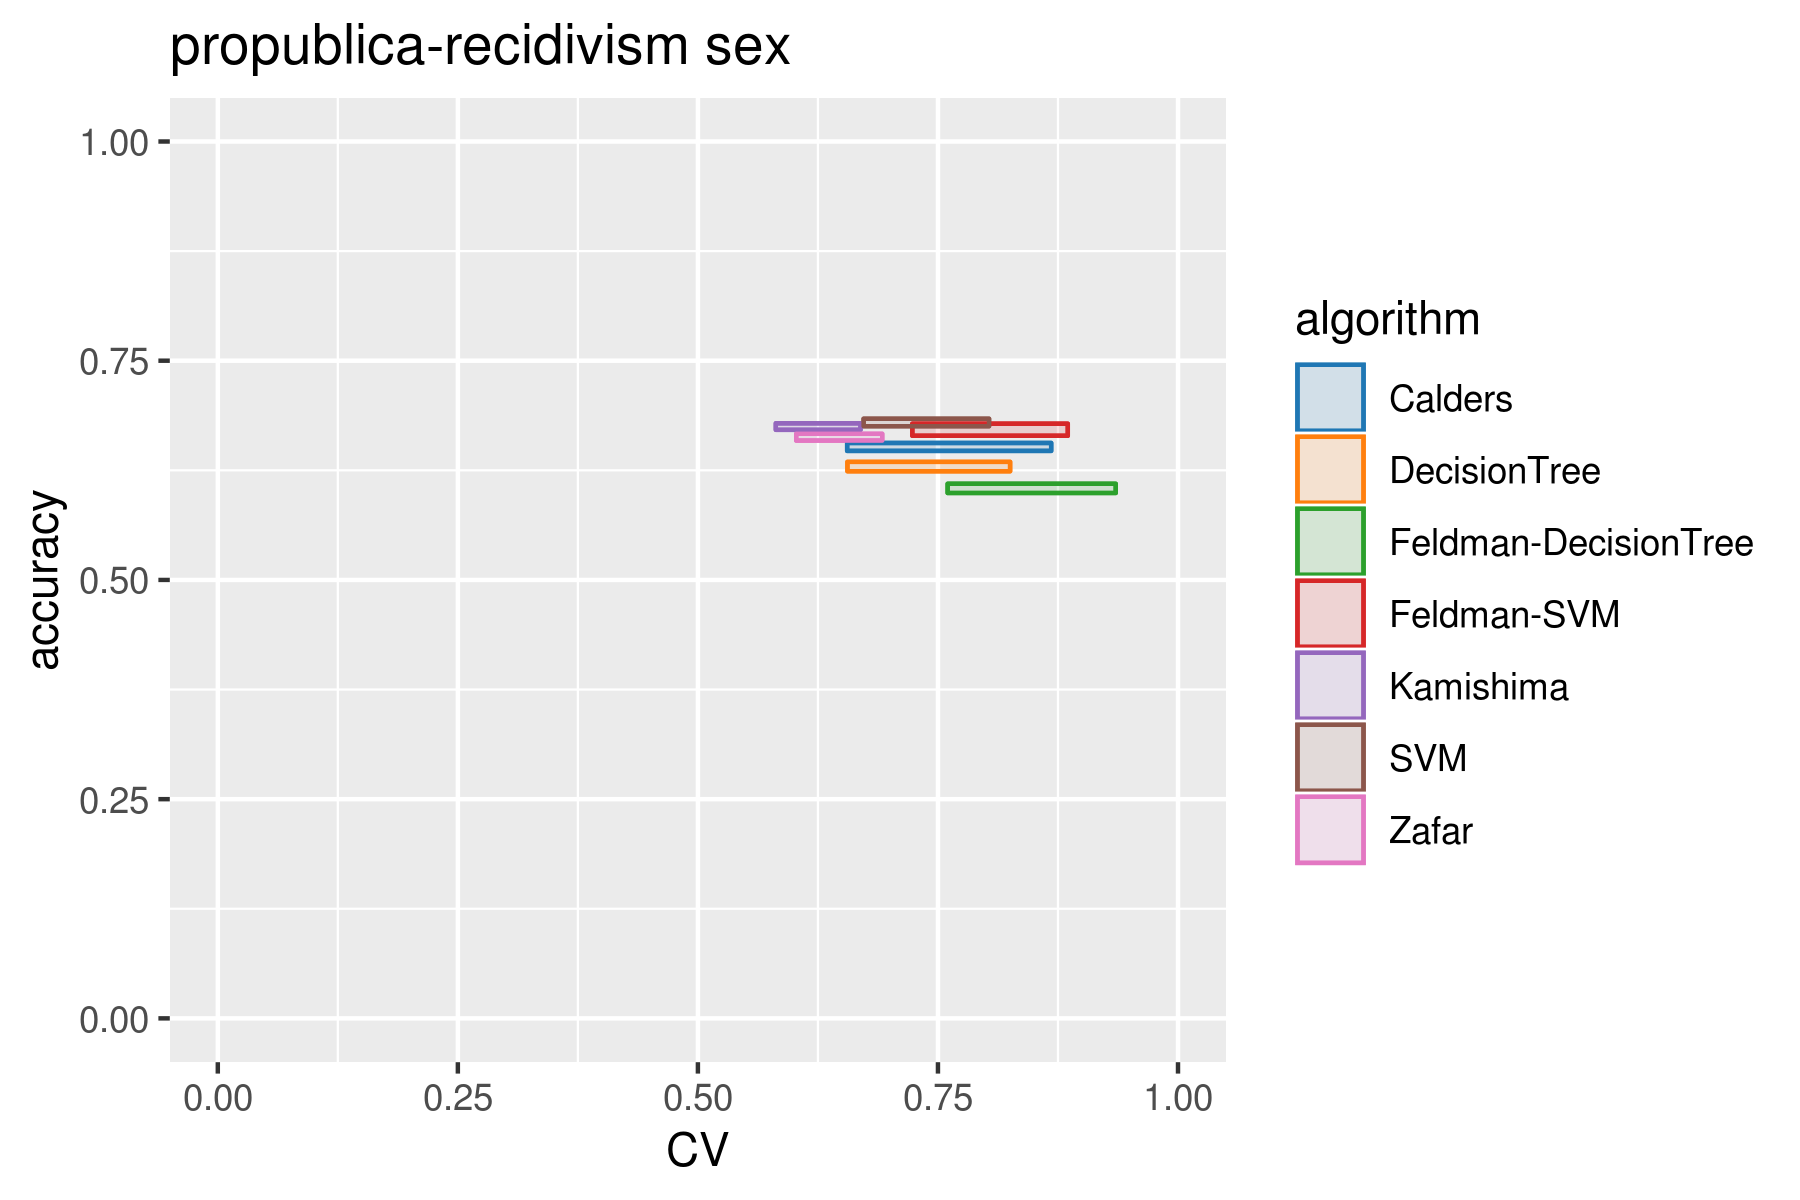 propublica-recidivism sex
1.00
0.75
0.50
0.25
0.00
accuracy
0.00 0.25 0.50 0.75 1.00
CV
algorithm
Calders
DecisionTree
Feldman-DecisionTree
Feldman-SVM
Kamishima
SVM
Zafar